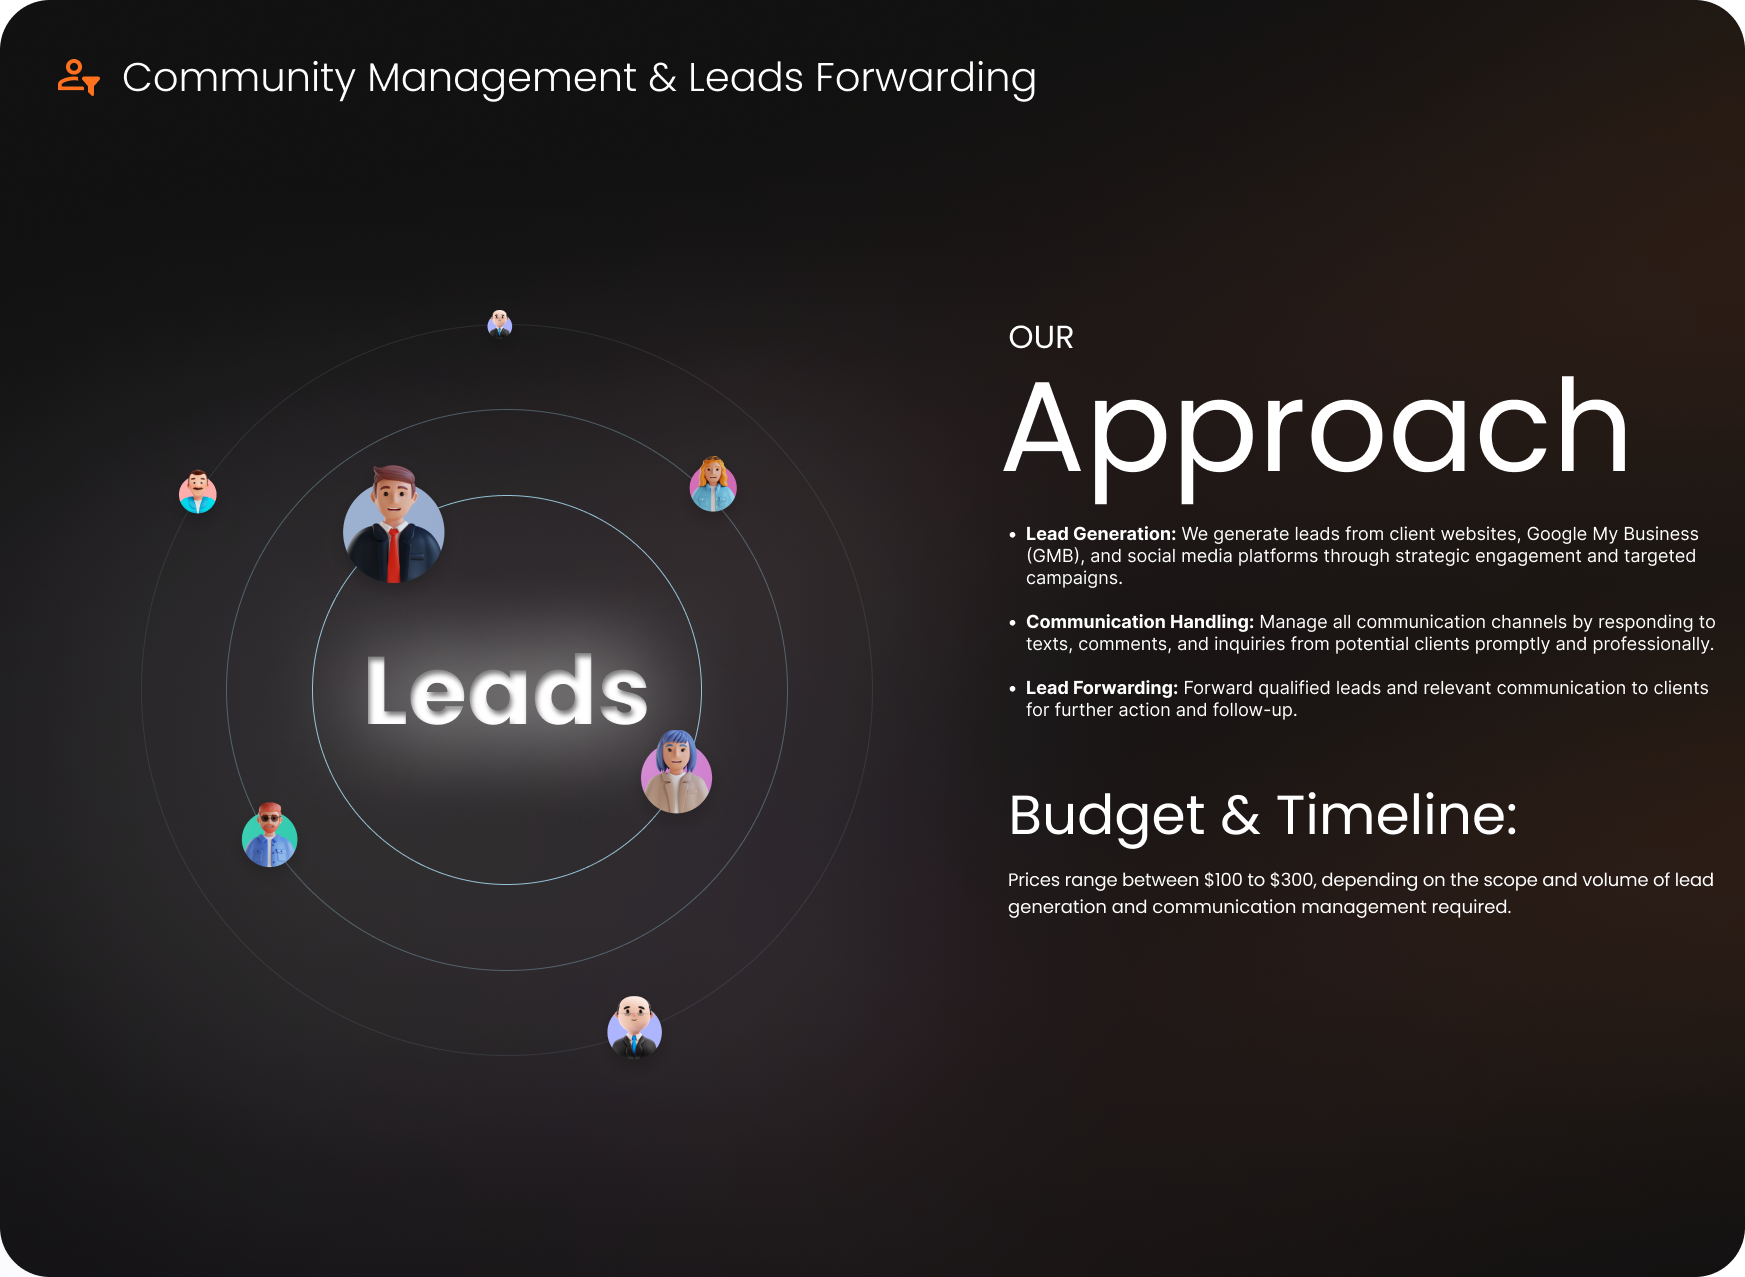 Community Management & Leads Forwarding
Leads
OUR
Approach
• Lead Generation: We generate leads from client websites, Google My Business
(GMB), and social media platforms through strategic engagement and targeted
campaigns.
• Communication Handling: Manage all communication channels by responding to
texts, comments, and inquiries from potential clients promptly and professionally.
• Lead Forwarding: Forward qualified leads and relevant communication to clients
for further action and follow-up.
Budget & Timeline:
Prices range between $100 to $300, depending on the scope and volume of lead
generation and communication management required.